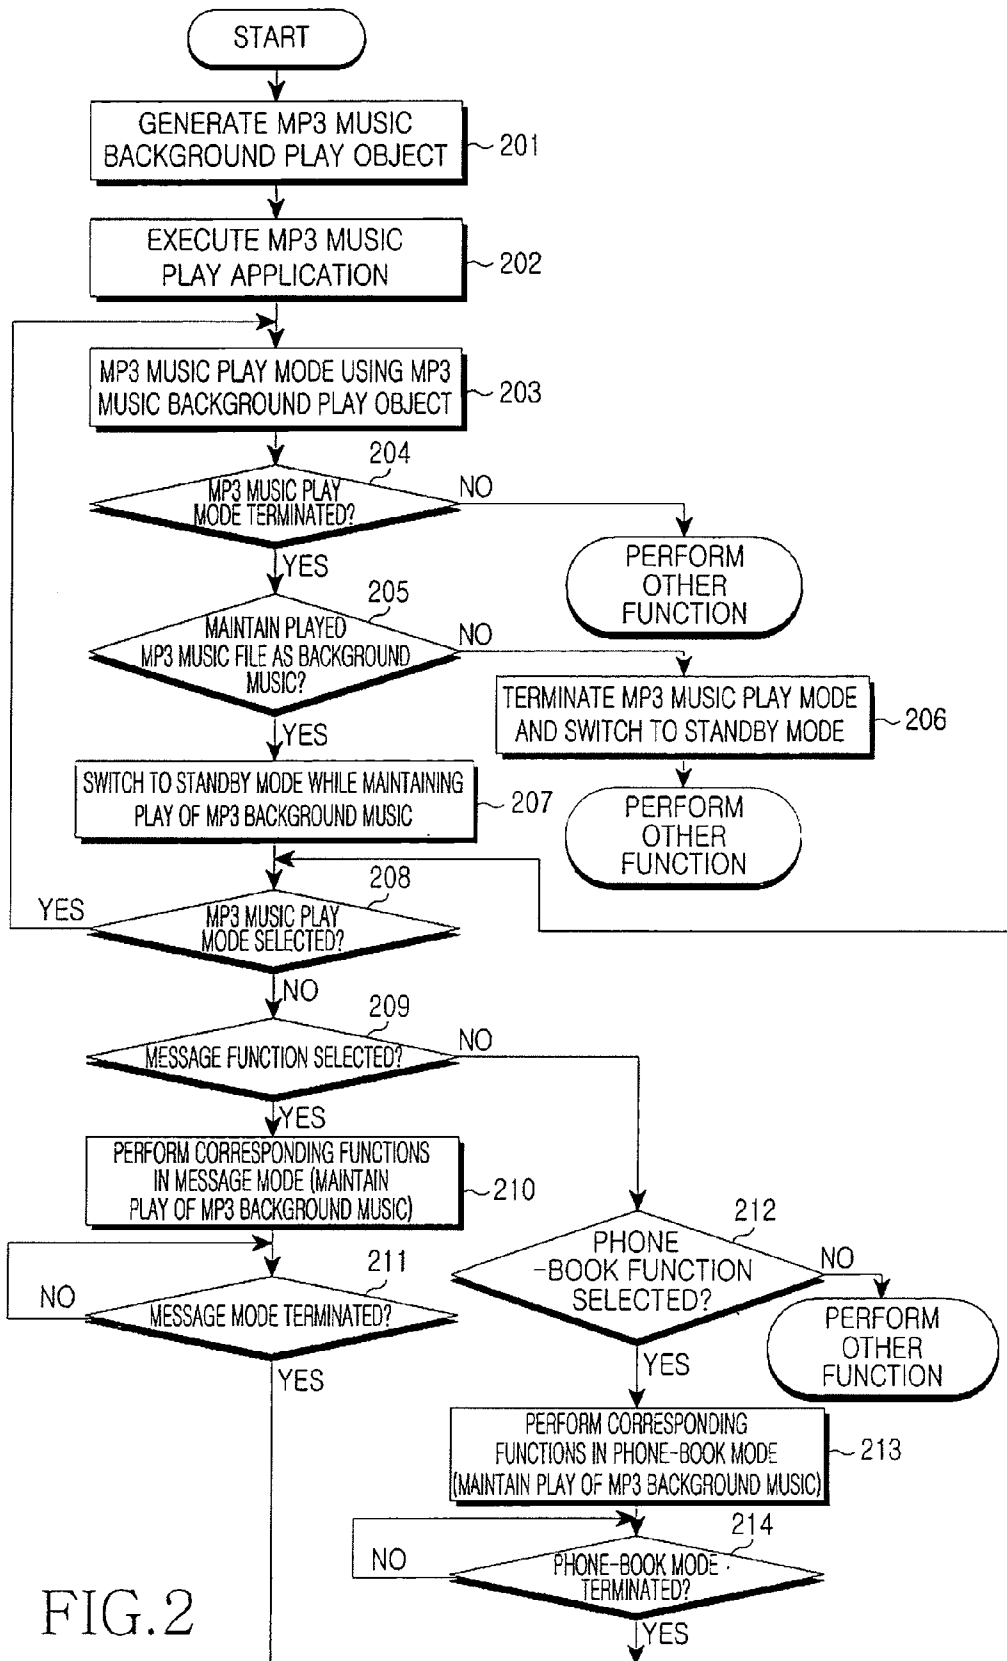 START
GENERATE MP3 MUSIC
BACKGROUND PLAY OBJECT
201
EXECUTE MP3 MUSIC
PLAY APPLICATION
202
MP3 MUSIC PLAY MODE USING MP3
MUSIC BACKGROUND PLAY OBJECT
203
204
MP3 MUSIC PLAY
MODE TERMINATED?
NO
PERFORM
OTHER
FUNCTION
YES
205
MAINTAIN PLAYED
MP3 MUSIC FILE AS BACKGROUND
MUSIC?
NO
TERMINATE MP3 MUSIC PLAY MODE
AND SWITCH TO STANDBY MODE
206
PERFORM
OTHER
FUNCTION
YES
SWITCH TO STANDBY MODE WHILE MAINTAINING
PLAY OF MP3 BACKGROUND MUSIC
207
208
YES
MP3 MUSIC PLAY
MODE SELECTED?
NO
209
MESSAGE FUNCTION SELECTED?
NO
YES
PERFORM CORRESPONDING FUNCTIONS
IN MESSAGE MODE (MAINTAIN
PLAY OF MP3 BACKGROUND MUSIC)
210
211
NO
MESSAGE MODE TERMINATED?
YES
212
PHONE
-BOOK FUNCTION
SELECTED?
NO
PERFORM
OTHER
FUNCTION
YES
PERFORM CORRESPONDING
FUNCTIONS IN PHONE-BOOK MODE
(MAINTAIN PLAY OF MP3 BACKGROUND MUSIC)
213
214
NO
PHONE-BOOK MODE
TERMINATED?
YES
FIG.2